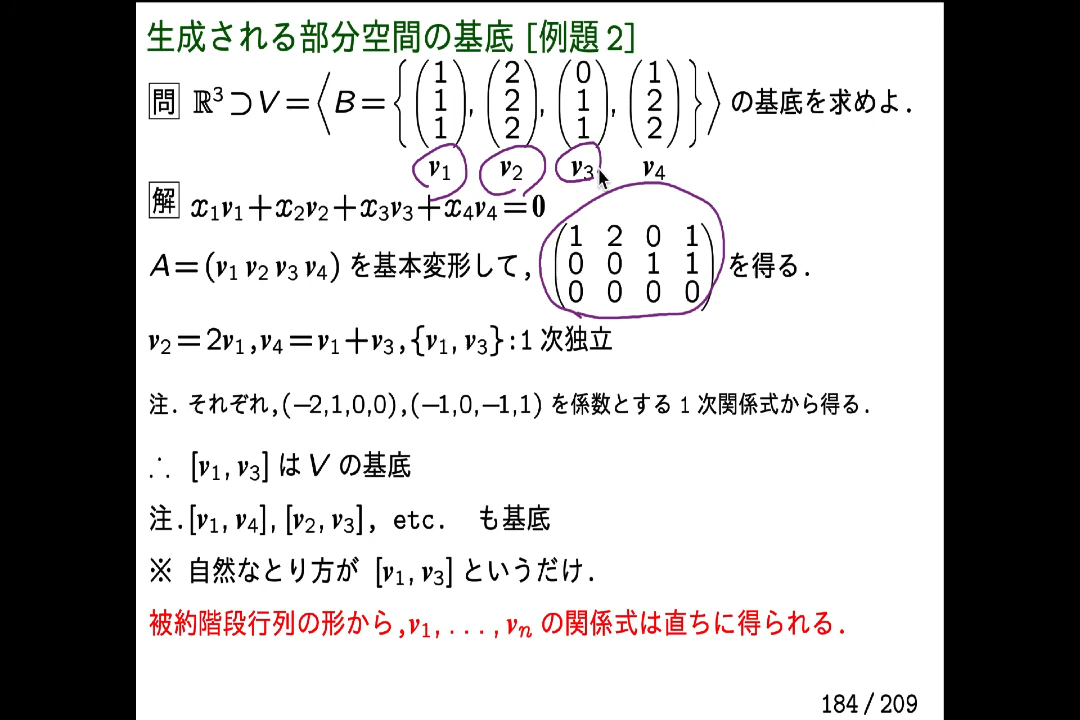 生成される部分空間の基底 [例題 2]
問 ℝ³⊃V=⟨B={(1 1 1), (2 2 2), (0 1 1), (1 2 2)}⟩ の基底を求めよ.
v₁ v₂ v₃ v₄
解 x₁v₁+x₂v₂+x₃v₃+x₄v₄=0
A=(v₁ v₂ v₃ v₄) を基本変形して, (1 2 0 1 / 0 0 1 1 / 0 0 0 0) を得る.
v₂=2v₁,v₄=v₁+v₃,{v₁,v₃}:1 次独立
注. それぞれ,(−2,1,0,0),(−1,0,−1,1) を係数とする 1 次関係式から得る.
∴ [v₁,v₃] は V の基底
注.[v₁,v₄],[v₂,v₃], etc. も基底
※ 自然なとり方が [v₁,v₃] というだけ.
被約階段行列の形から,v₁,...,vₙ の関係式は直ちに得られる.
184 / 209